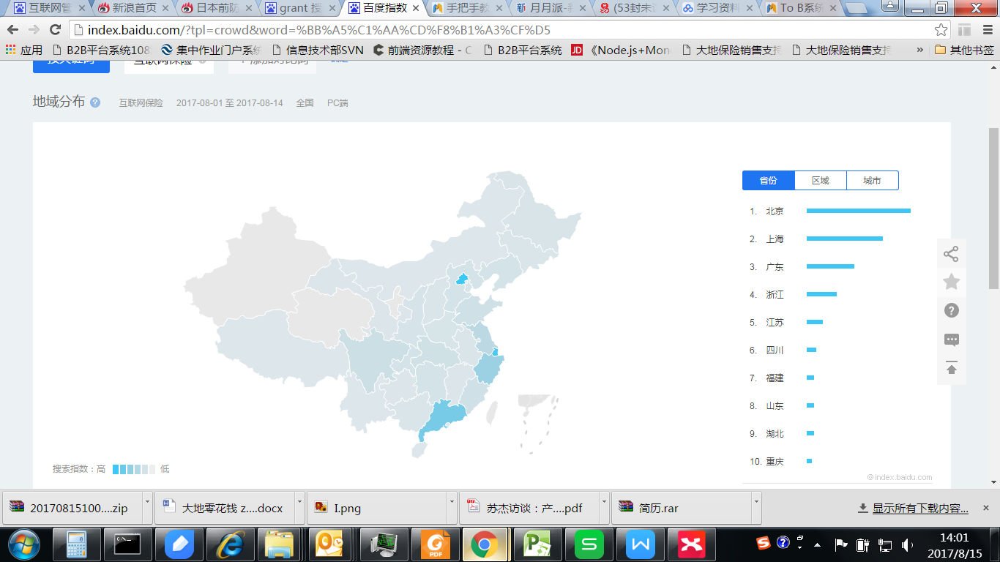 互联网管
新浪首页
日本前防
grant 授
百度指数
手把手教
月月派-
(53封未
学习资料
To B系统
index.baidu.com/?tpl=crowd&word=%BB%A5%C1%AA%CD%F8%B1%A3%CF%D5
应用
B2B平台系统108
集中作业门户系
信息技术部SVN
前端资源教程 - C
B2B平台系统
JD
《Node.js+Mon
大地保险销售支持
大地保险销售支持
»
其他书签
互联网保险
地域分布 ?
互联网保险 2017-08-01 至 2017-08-14 全国 PC端
省份 区域 城市
1. 北京
2. 上海
3. 广东
4. 浙江
5. 江苏
6. 四川
7. 福建
8. 山东
9. 湖北
10. 重庆
搜索指数：高 低
© index.baidu.com
20170815100....zip
大地零花钱 z....docx
I.png
苏杰访谈：产....pdf
简历.rar
显示所有下载内容...
14:01
2017/8/15